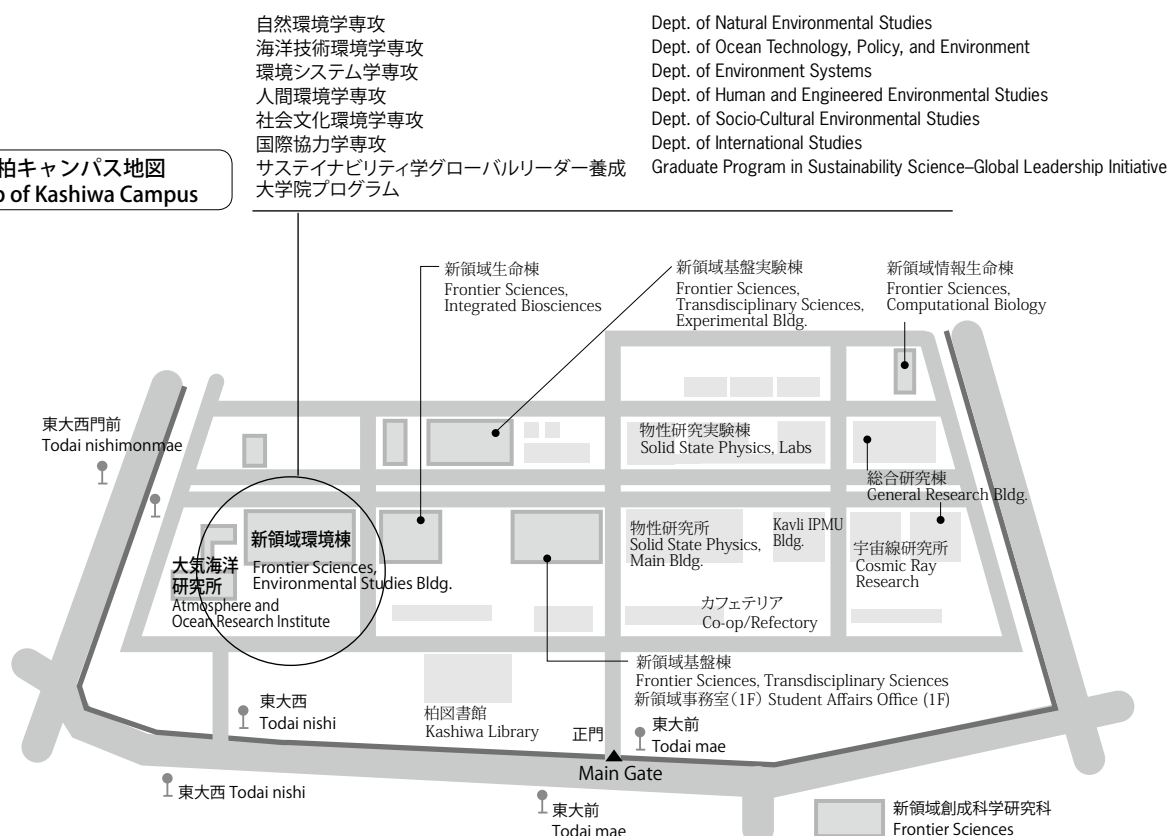 自然環境学専攻 Dept. of Natural Environmental Studies
海洋技術環境学専攻 Dept. of Ocean Technology, Policy, and Environment
環境システム学専攻 Dept. of Environment Systems
人間環境学専攻 Dept. of Human and Engineered Environmental Studies
社会文化環境学専攻 Dept. of Socio-Cultural Environmental Studies
国際協力学専攻 Dept. of International Studies
サステイナビリティ学グローバルリーダー養成 Graduate Program in Sustainability Science–Global Leadership Initiative
大学院プログラム
柏キャンパス地図
of Kashiwa Campus
新領域生命棟
Frontier Sciences,
Integrated Biosciences
新領域基盤実験棟
Frontier Sciences,
Transdisciplinary Sciences,
Experimental Bldg.
新領域情報生命棟
Frontier Sciences,
Computational Biology
東大西門前
Todai nishimonmae
物性研究実験棟
Solid State Physics, Labs
総合研究棟
General Research Bldg.
新領域環境棟
Frontier Sciences,
Environmental Studies Bldg.
大気海洋
研究所
Atmosphere and
Ocean Research Institute
物性研究所
Solid State Physics,
Main Bldg.
Kavli IPMU
Bldg.
宇宙線研究所
Cosmic Ray
Research
カフェテリア
Co-op/Refectory
新領域基盤棟
Frontier Sciences, Transdisciplinary Sciences
新領域事務室(1F) Student Affairs Office (1F)
東大西
Todai nishi
柏図書館
Kashiwa Library
正門
Main Gate
東大前
Todai mae
東大西 Todai nishi
東大前
Todai mae
新領域創成科学研究科
Frontier Sciences